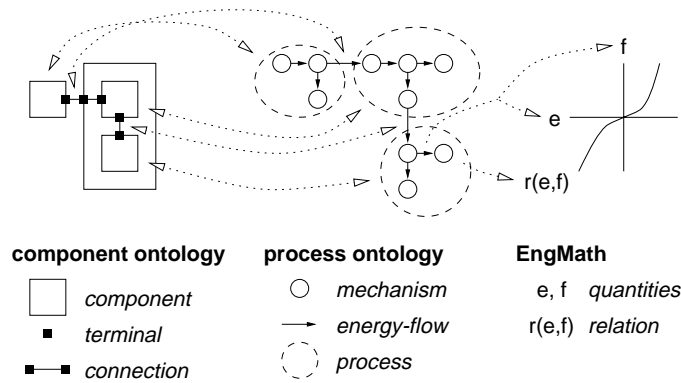 f
e
r(e,f)
component ontology process ontology EngMath
component mechanism e, f quantities
terminal energy-flow r(e,f) relation
connection process